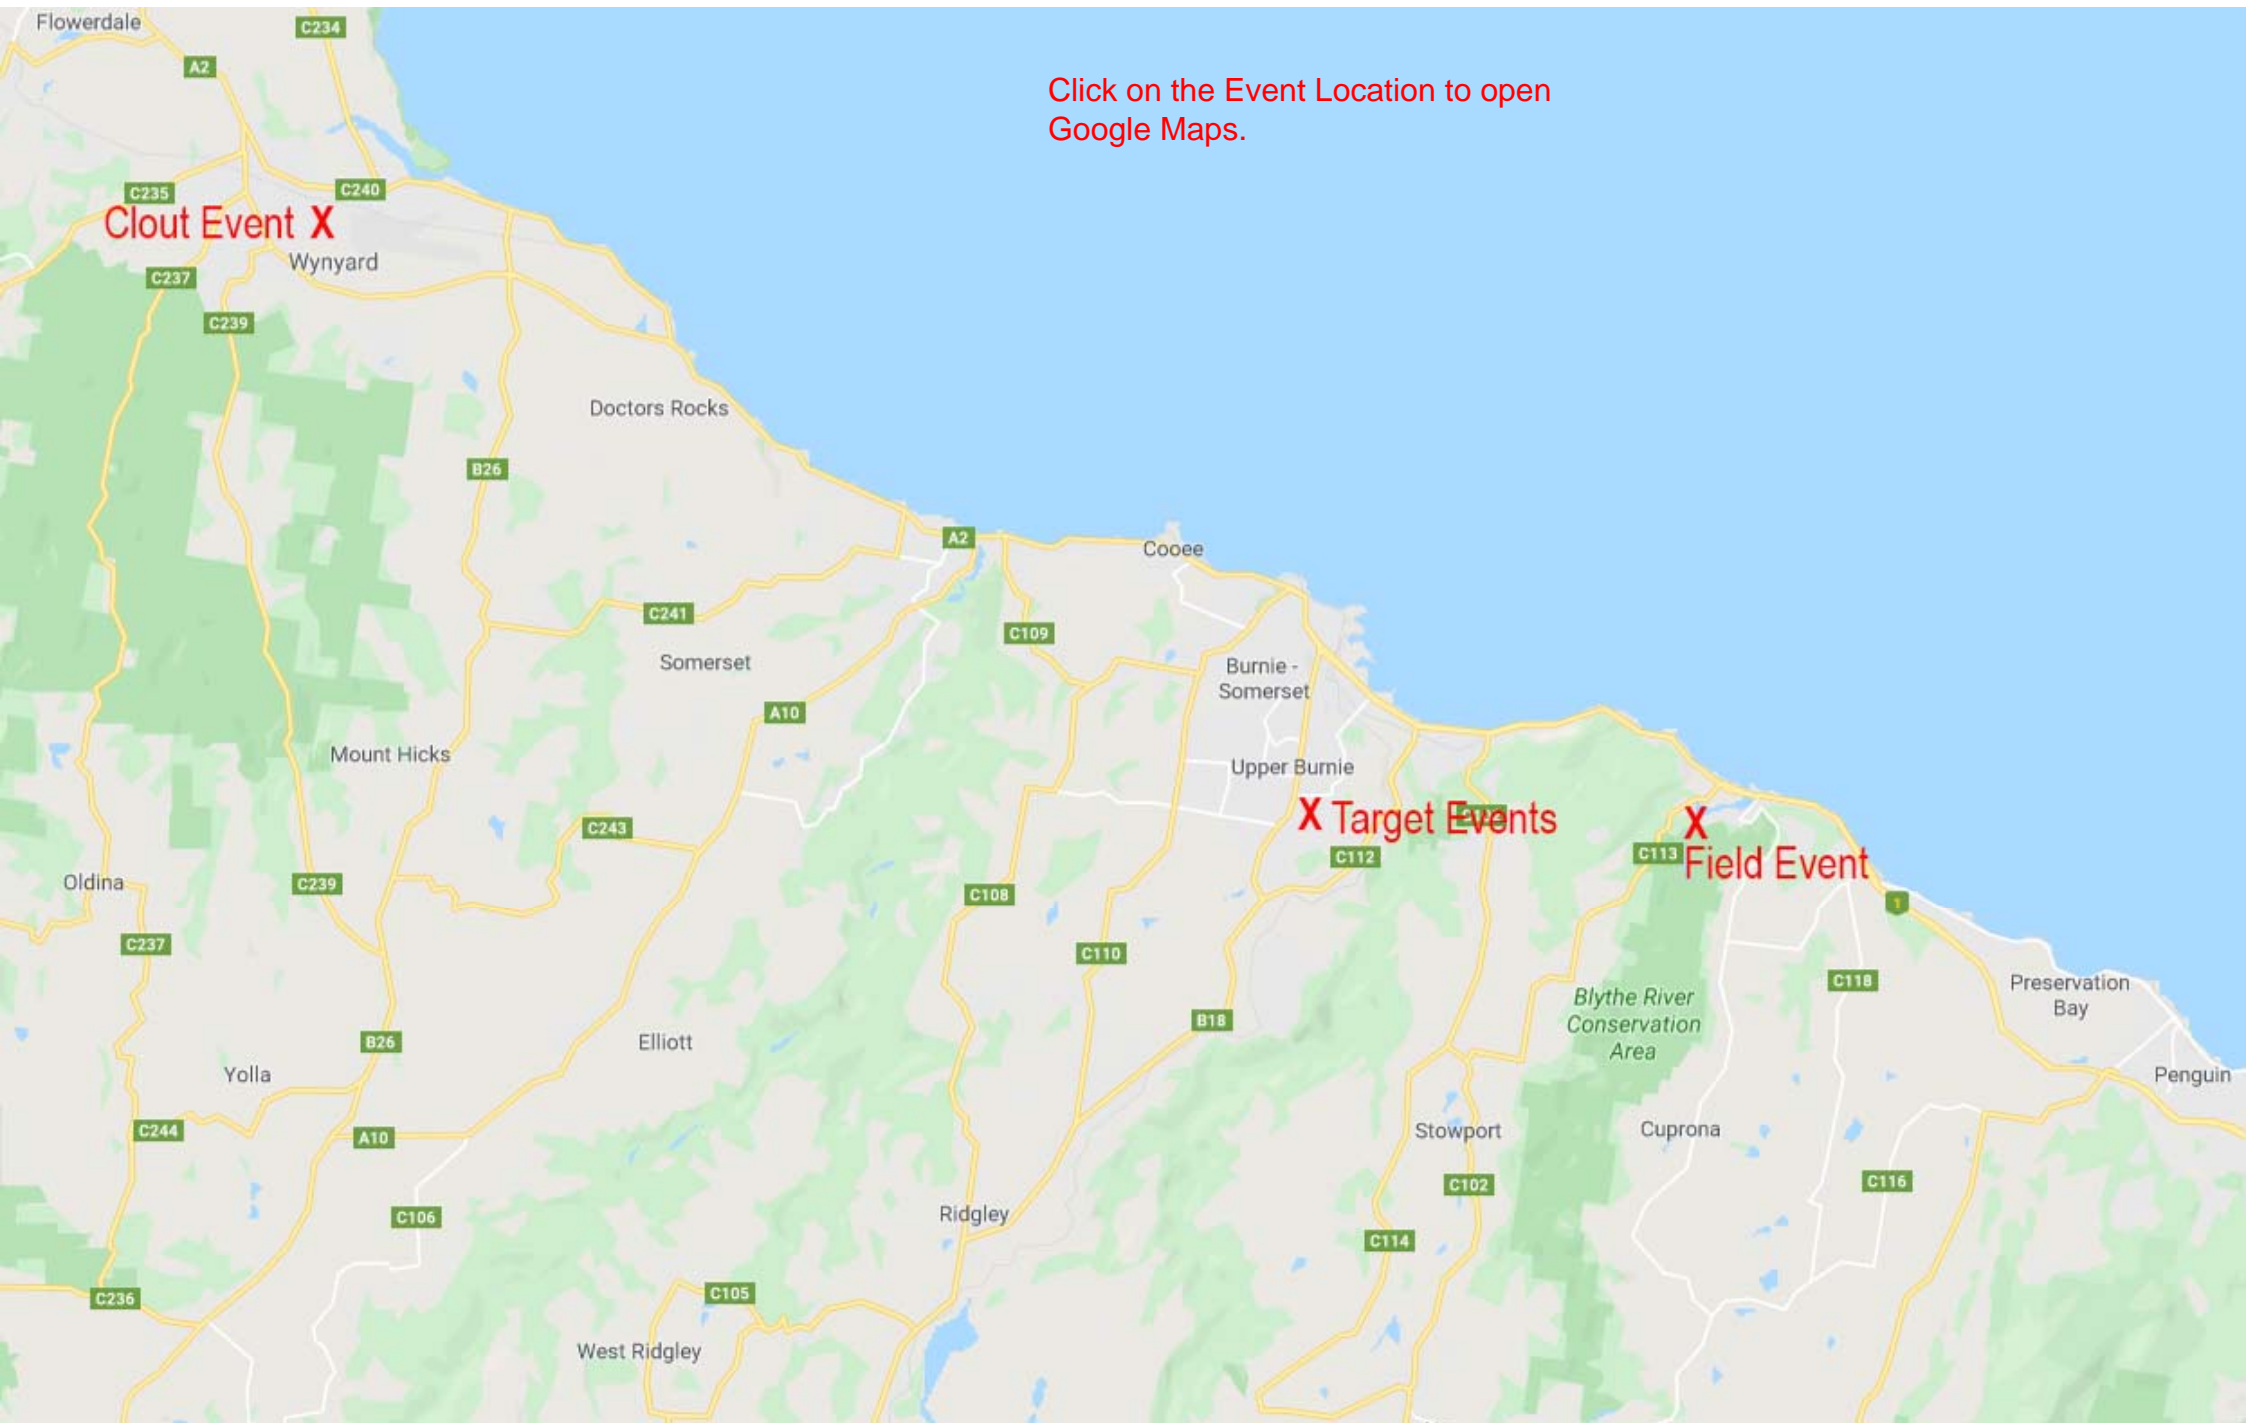 Flowerdale
C234
A2
Click on the Event Location to open
Google Maps.
C235
C240
Clout Event X
Wynyard
C237
C239
Doctors Rocks
B26
A2
Cooee
C241
C109
Somerset
Burnie -
Somerset
A10
Mount Hicks
Upper Burnie
X Target Events
X
C243
C112
C113
Field Event
Oldina
C239
C108
1
C237
C110
C118
Preservation
Bay
Blythe River
Conservation
Area
B18
B26
Elliott
Yolla
Penguin
C244
A10
Stowport
Cuprona
C102
C116
C106
Ridgley
C114
C236
C105
West Ridgley